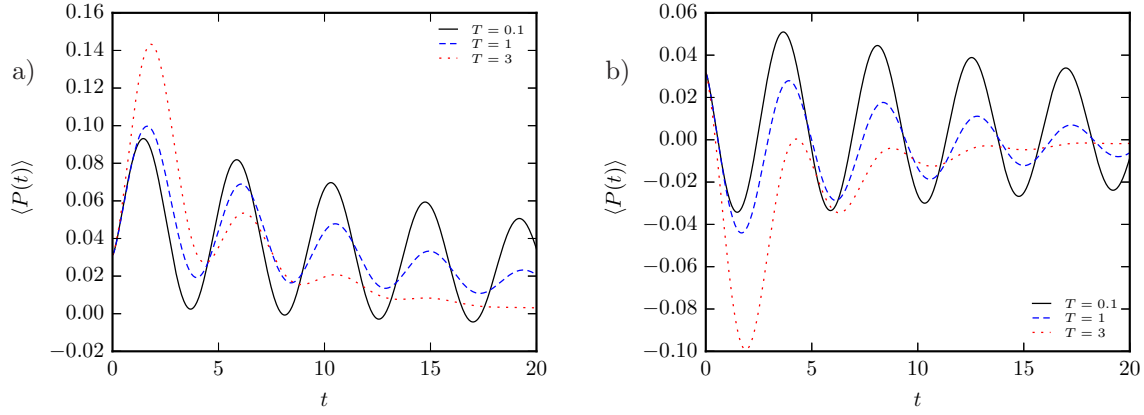 a)
⟨P(t)⟩
0.16
0.14
0.12
0.10
0.08
0.06
0.04
0.02
0.00
−0.02
0 5 10 15 20
t
T = 0.1
T = 1
T = 3
b)
⟨P(t)⟩
0.06
0.04
0.02
0.00
−0.02
−0.04
−0.06
−0.08
−0.10
0 5 10 15 20
t
T = 0.1
T = 1
T = 3